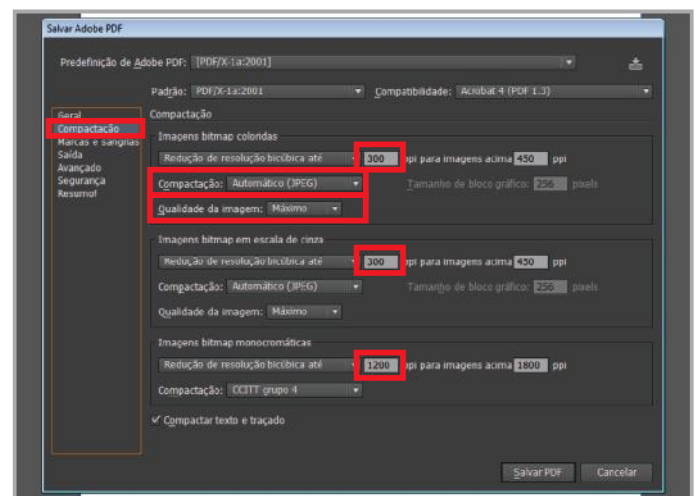 Salvar Adobe PDF
Predefinição de Adobe PDF: [PDF/X-1a:2001]
Padrão: PDF/X-1a:2001 Compatibilidade: Acrobat 4 (PDF 1.3)
Geral
Compactação
Marcas e sangrias
Saída
Avançado
Segurança
Resumo!
Compactação
Imagens bitmap coloridas
Redução de resolução bicúbica até 300 ppi para imagens acima 450 ppi
Compactação: Automático (JPEG) Tamanho de bloco gráfico: 256 pixels
Qualidade da imagem: Máximo
Imagens bitmap em escala de cinza
Redução de resolução bicúbica até 300 ppi para imagens acima 450 ppi
Compactação: Automático (JPEG) Tamanho de bloco gráfico: 256 pixels
Qualidade da imagem: Máximo
Imagens bitmap monocromáticas
Redução de resolução bicúbica até 1200 ppi para imagens acima 1800 ppi
Compactação: CCITT grupo 4
Compactar texto e traçado
Salvar PDF Cancelar